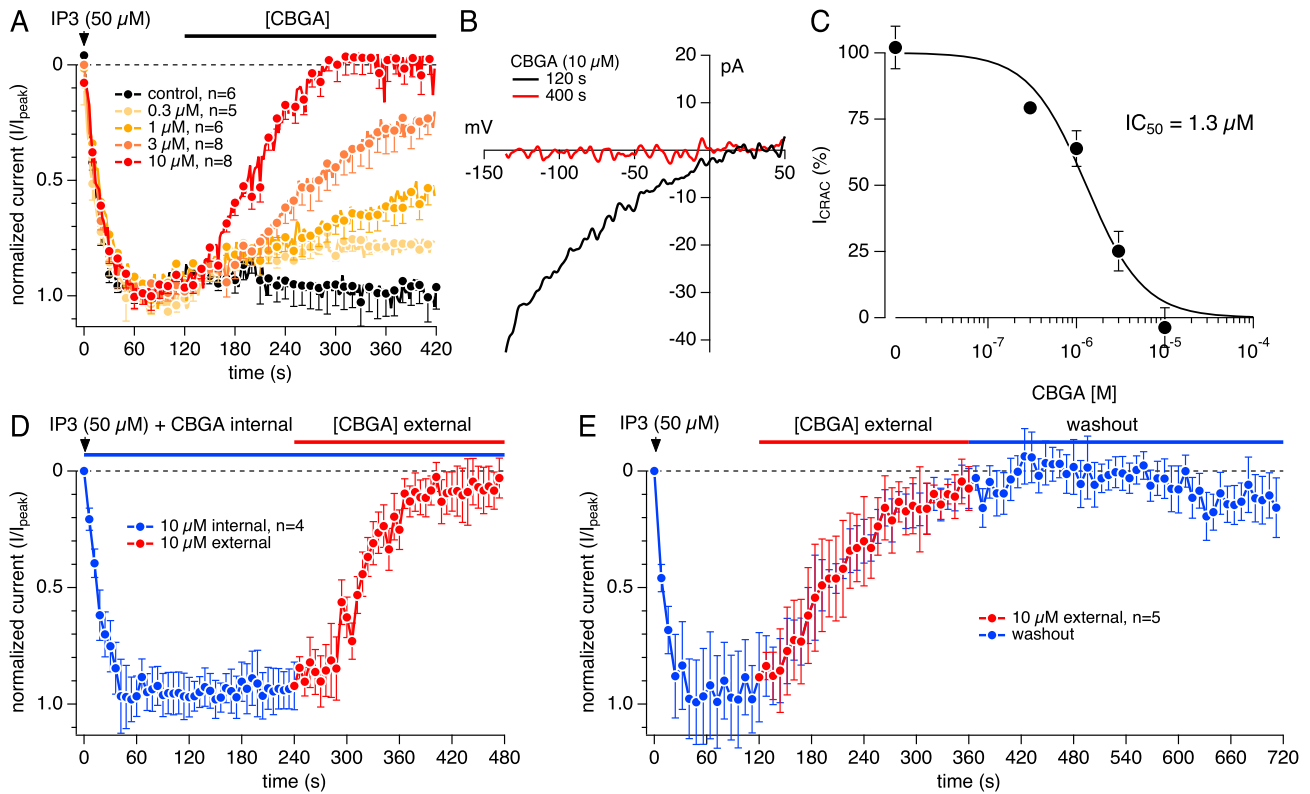 A
IP3 (50 µM)
[CBGA]
0
0.5
1.0
normalized current (I/Ipeak)
control, n=6
0.3 µM, n=5
1 µM, n=6
3 µM, n=8
10 µM, n=8
0 60 120 180 240 300 360 420
time (s)
B
CBGA (10 µM)
120 s
400 s
20
pA
10
mV
-150 -100 -50 50
-10
-20
-30
-40
C
100
75
50
25
0
ICRAC (%)
IC50 = 1.3 µM
0 10-7 10-6 10-5 10-4
CBGA [M]
D
IP3 (50 µM) + CBGA internal
[CBGA] external
0
0.5
1.0
normalized current (I/Ipeak)
10 µM internal, n=4
10 µM external
0 60 120 180 240 300 360 420 480
time (s)
E
IP3 (50 µM)
[CBGA] external
washout
0
0.5
1.0
normalized current (I/Ipeak)
10 µM external, n=5
washout
0 60 120 180 240 300 360 420 480 540 600 660 720
time (s)